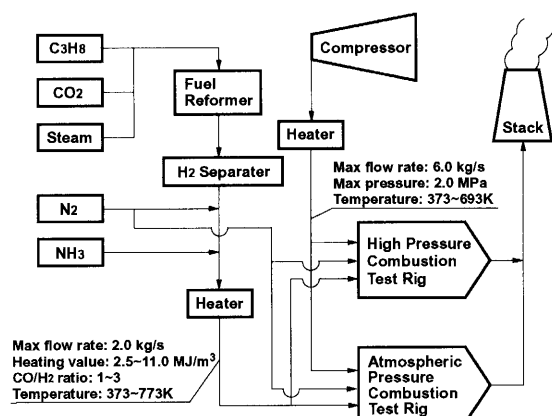 C3H8
CO2
Steam
N2
NH3
Fuel
Reformer
H2 Separater
Heater
Compressor
Heater
Stack
Max flow rate: 6.0 kg/s
Max pressure: 2.0 MPa
Temperature: 373~693K
High Pressure
Combustion
Test Rig
Max flow rate: 2.0 kg/s
Heating value: 2.5~11.0 MJ/m³
CO/H2 ratio: 1~3
Temperature: 373~773K
Atmospheric
Pressure
Combustion
Test Rig